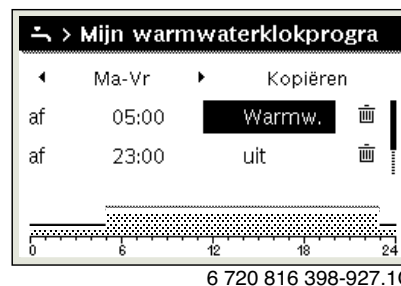 > Mijn warmwaterklokprogra
Ma-Vr Kopiëren
af 05:00 Warmw.
af 23:00 uit
0 6 12 18 24
6 720 816 398-927.1O